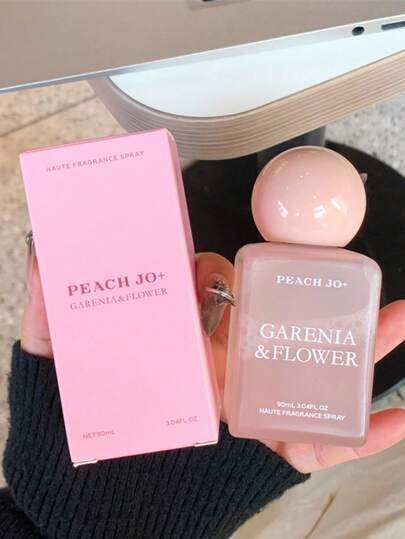 HAUTE FRAGRANCE SPRAY
PEACH JO+
GARENIA&FLOWER
NET:90mL 3.04FL.OZ
PEACH JO+
GARENIA
&FLOWER
90mL 3.04FL.OZ
HAUTE FRAGRANCE SPRAY